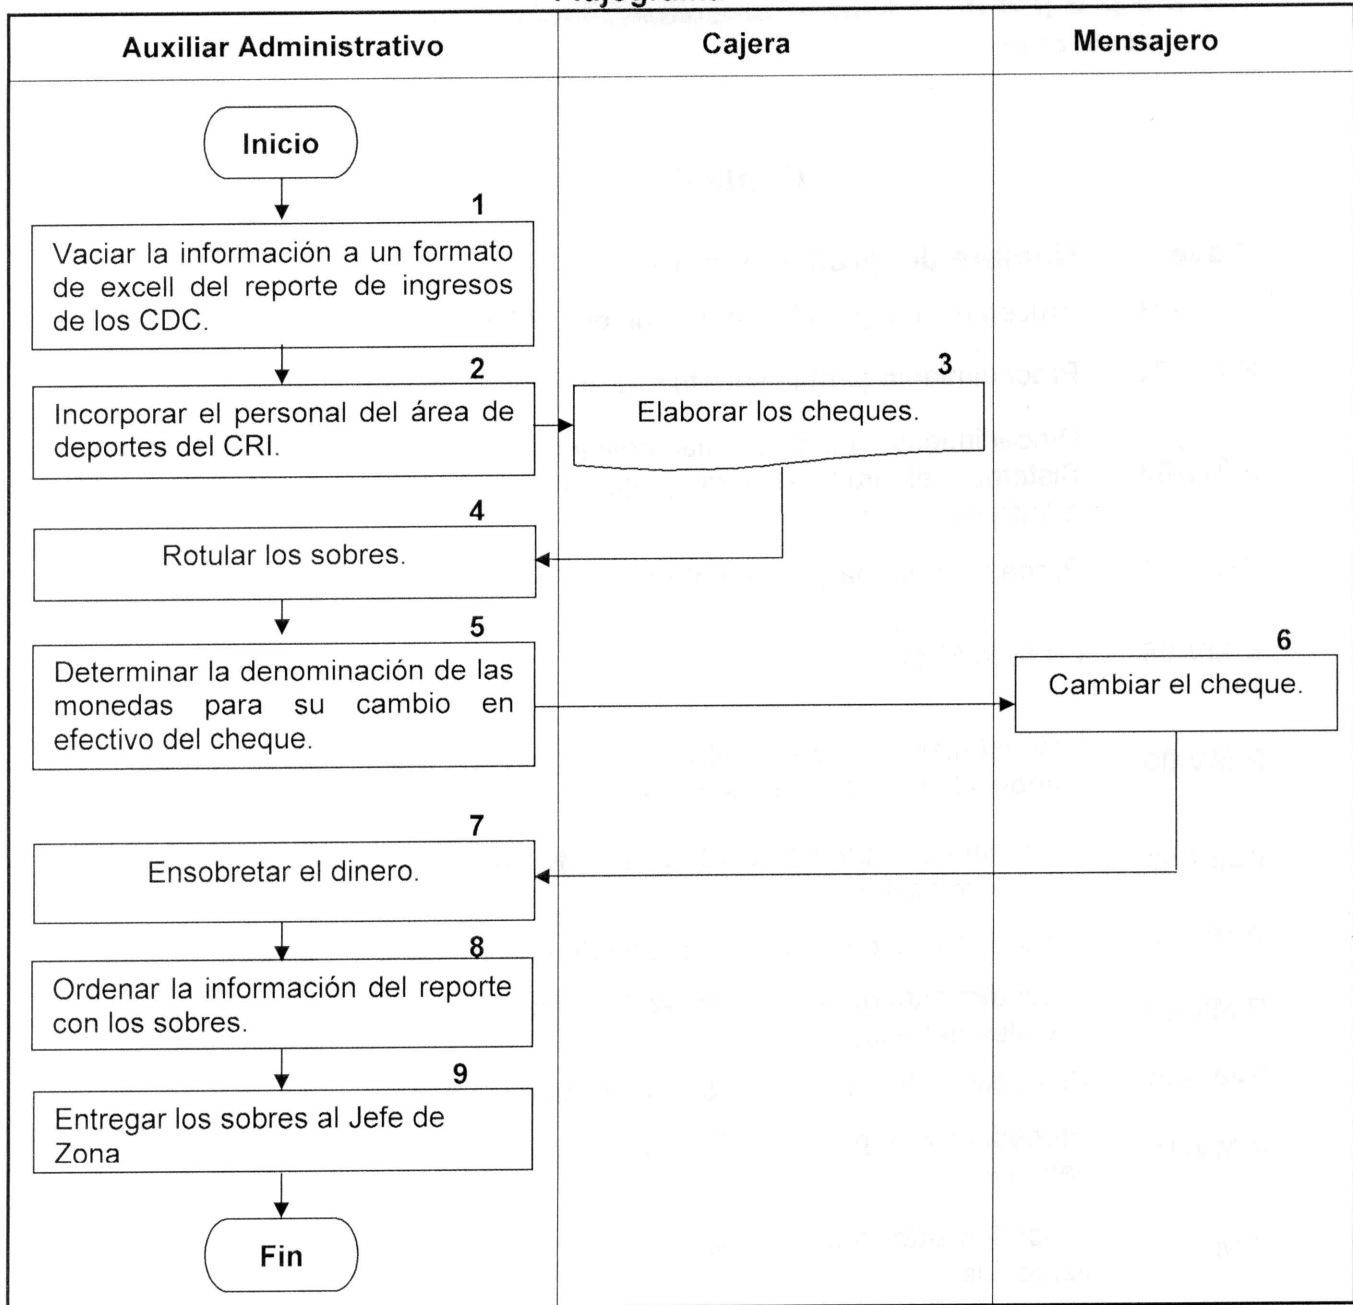 Auxiliar Administrativo
Cajera
Mensajero
Inicio
1
Vaciar la información a un formato
de excell del reporte de ingresos
de los CDC.
2
Incorporar el personal del área de
deportes del CRI.
3
Elaborar los cheques.
4
Rotular los sobres.
5
Determinar la denominación de las
monedas para su cambio en
efectivo del cheque.
6
Cambiar el cheque.
7
Ensobretar el dinero.
8
Ordenar la información del reporte
con los sobres.
9
Entregar los sobres al Jefe de
Zona
Fin